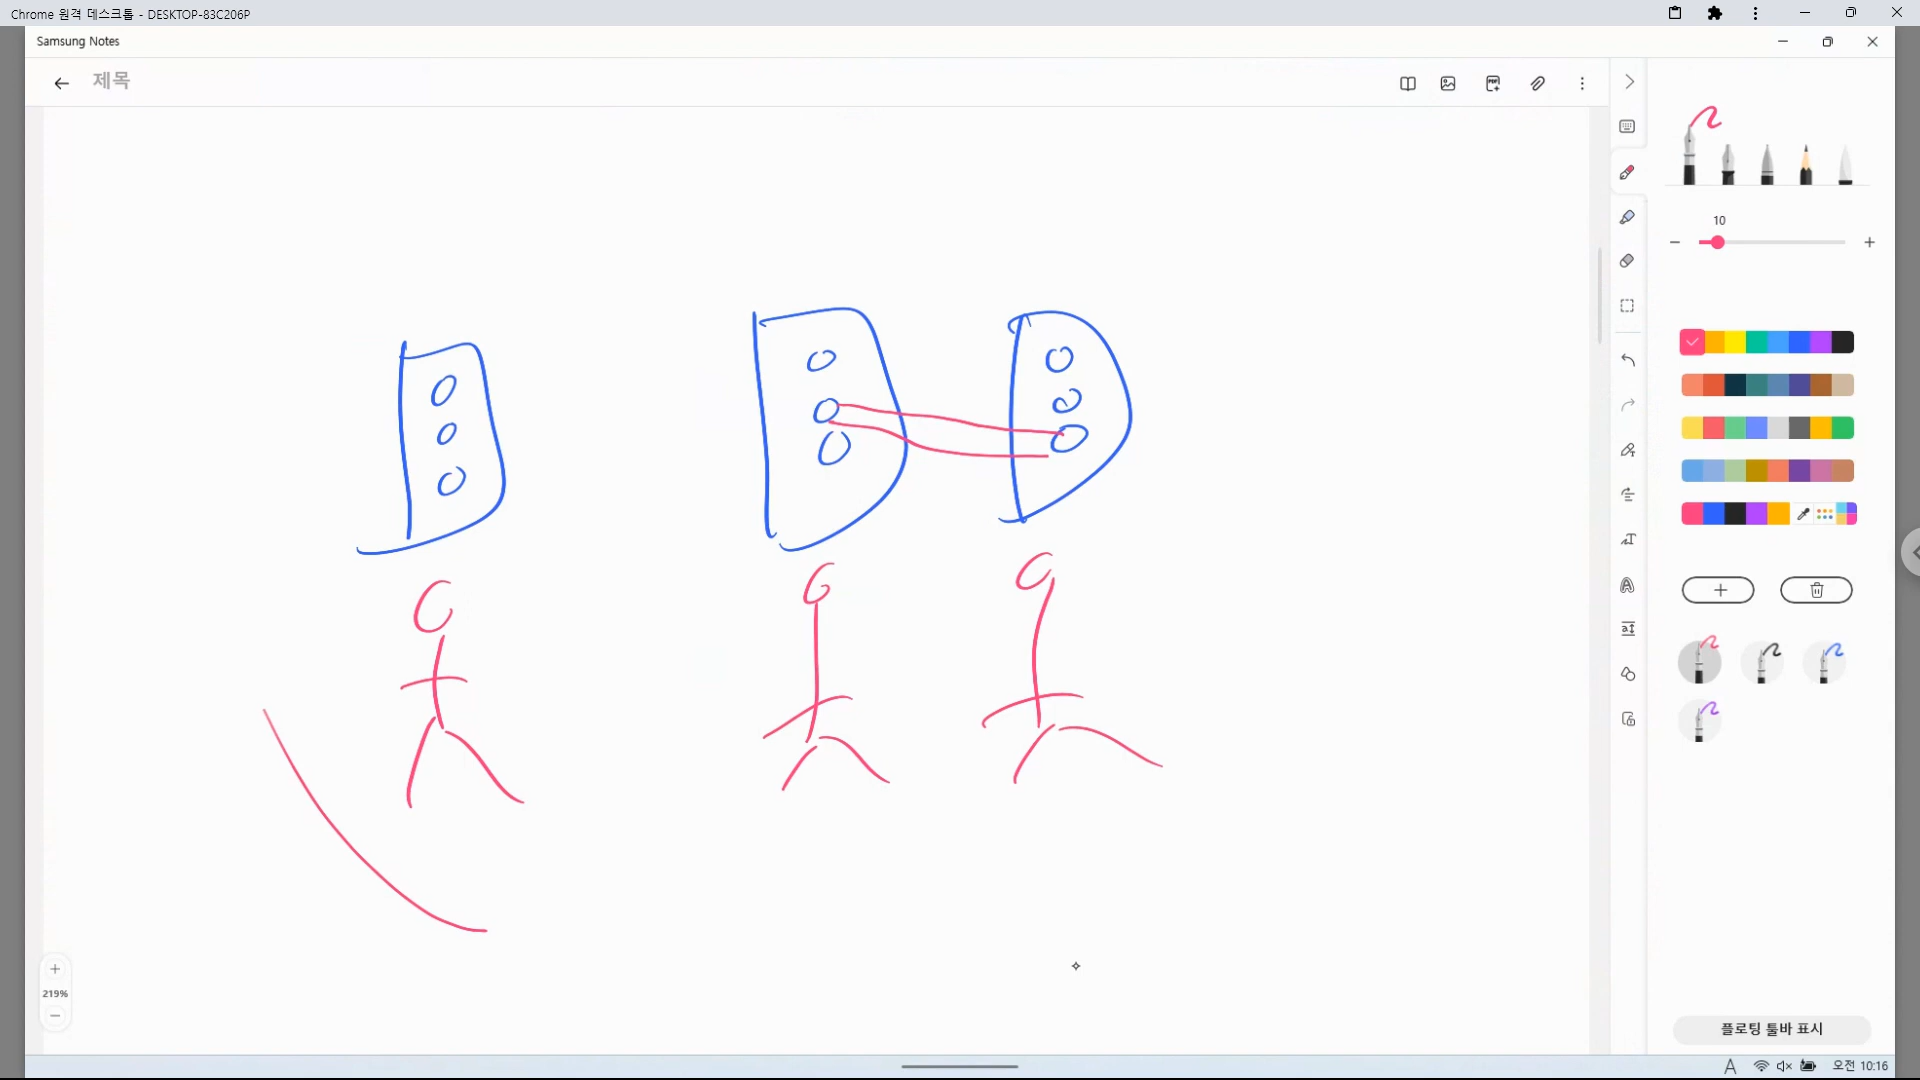 Chrome 원격 데스크톱 - DESKTOP-83C206P
Samsung Notes
제목
PDF
10
219%
플로팅 툴바 표시
A
오전 10:16